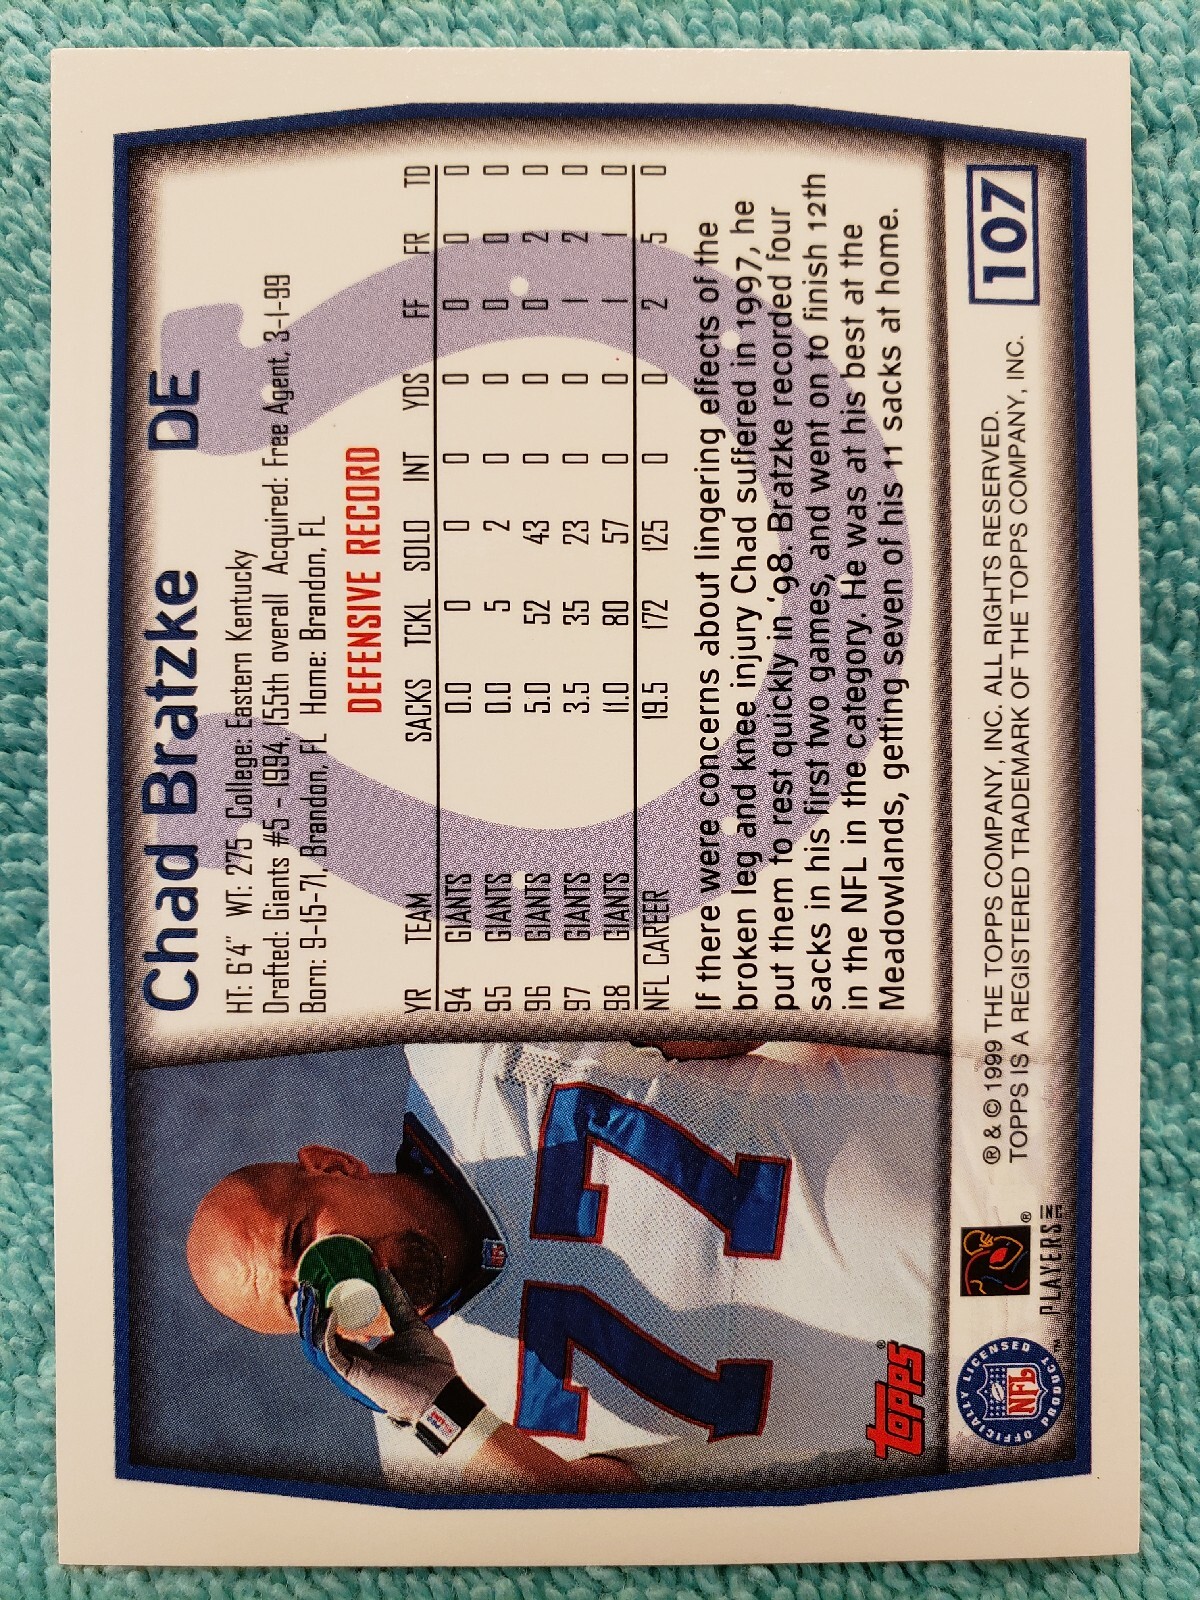 Chad Bratzke DE
HT: 6'4" WT: 275 College: Eastern Kentucky
Drafted: Giants #5 - 1994, 155th overall Acquired: Free Agent, 3-1-99
Born: 9-15-71, Brandon, FL Home: Brandon, FL
DEFENSIVE RECORD
YR TEAM SACKS TCKL SOLO INT YDS FF FR TD
94 GIANTS 0.0 0 0 0 0 0 0 0
95 GIANTS 0.0 5 2 0 0 0 0 0
96 GIANTS 5.0 52 43 0 0 0 2 0
97 GIANTS 3.5 35 23 0 0 1 2 0
98 GIANTS 11.0 80 57 0 0 1 1 0
NFL CAREER 19.5 172 125 0 0 2 5 0
If there were concerns about lingering effects of the
broken leg and knee injury Chad suffered in 1997, he
put them to rest quickly in '98. Bratzke recorded four
sacks in his first two games, and went on to finish 12th
in the NFL in the category. He was at his best at the
Meadowlands, getting seven of his 11 sacks at home.
77
NFL
Topps®
OFFICIALLY LICENSED PRODUCT
NFL
™
®
PLAYERS INC
® & © 1999 THE TOPPS COMPANY, INC. ALL RIGHTS RESERVED.
TOPPS IS A REGISTERED TRADEMARK OF THE TOPPS COMPANY, INC.
107